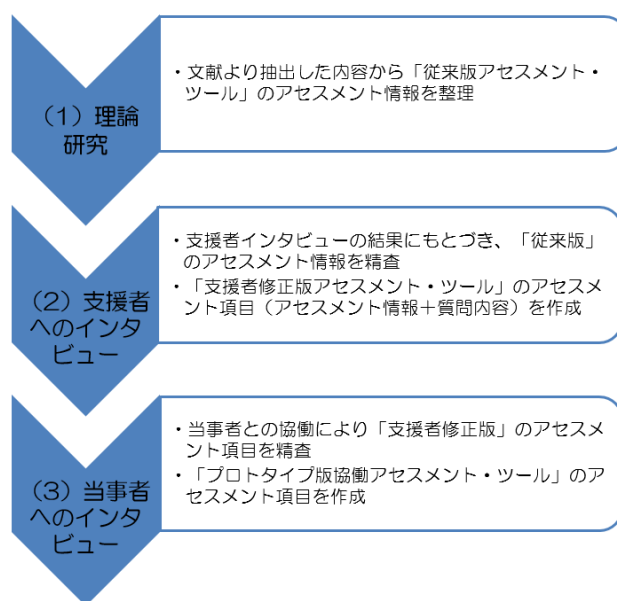 （1）理論
研究
・文献より抽出した内容から「従来版アセスメント・
ツール」のアセスメント情報を整理
（2）支援者
へのインタ
ビュー
・支援者インタビューの結果にもとづき、「従来版」
のアセスメント情報を精査
・「支援者修正版アセスメント・ツール」のアセスメ
ント項目（アセスメント情報＋質問内容）を作成
（3）当事者
へのインタ
ビュー
・当事者との協働により「支援者修正版」のアセスメ
ント項目を精査
・「プロトタイプ版協働アセスメント・ツール」のア
セスメント項目を作成